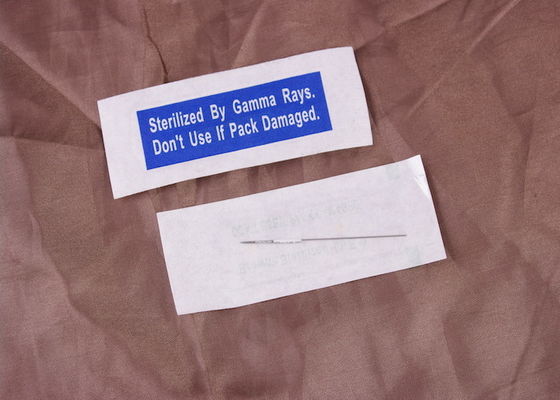 Sterilized By Gamma Rays.
Don't Use If Pack Damaged.